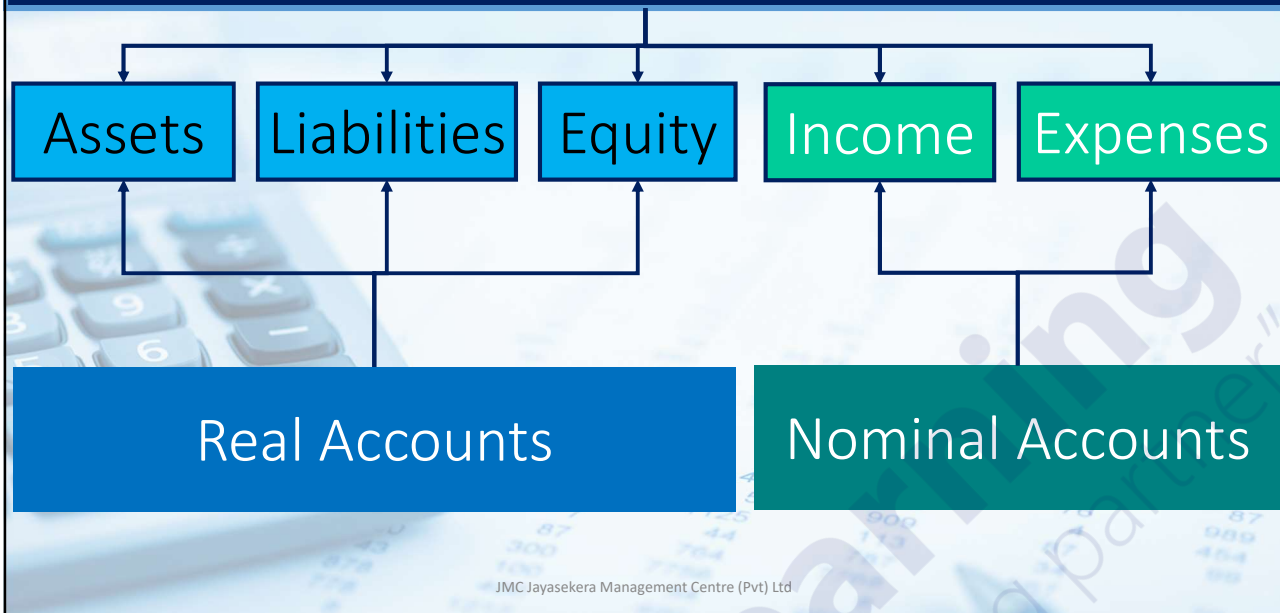 Assets
Liabilities
Equity
Income
Expenses
Real Accounts
Nominal Accounts
JMC Jayasekera Management Centre (Pvt) Ltd